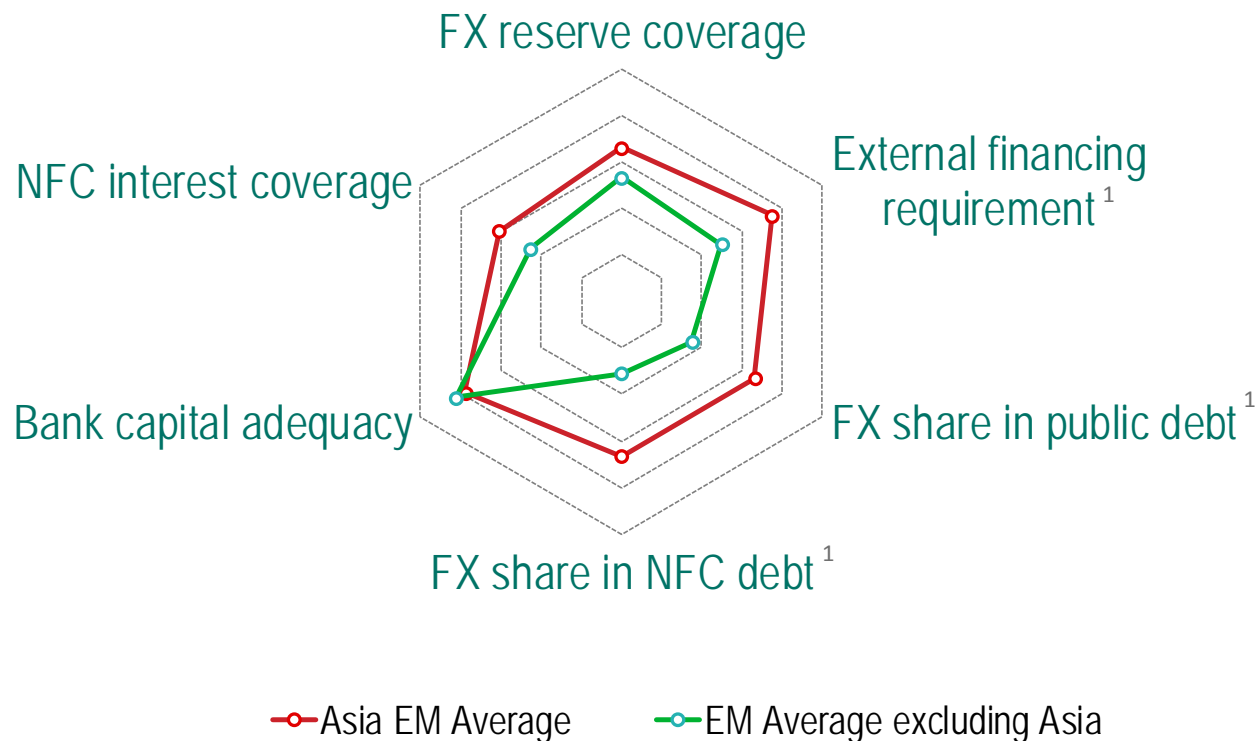 FX reserve coverage
External financing
requirement 1
NFC interest coverage
Bank capital adequacy
FX share in public debt 1
FX share in NFC debt 1
Asia EM Average
EM Average excluding Asia